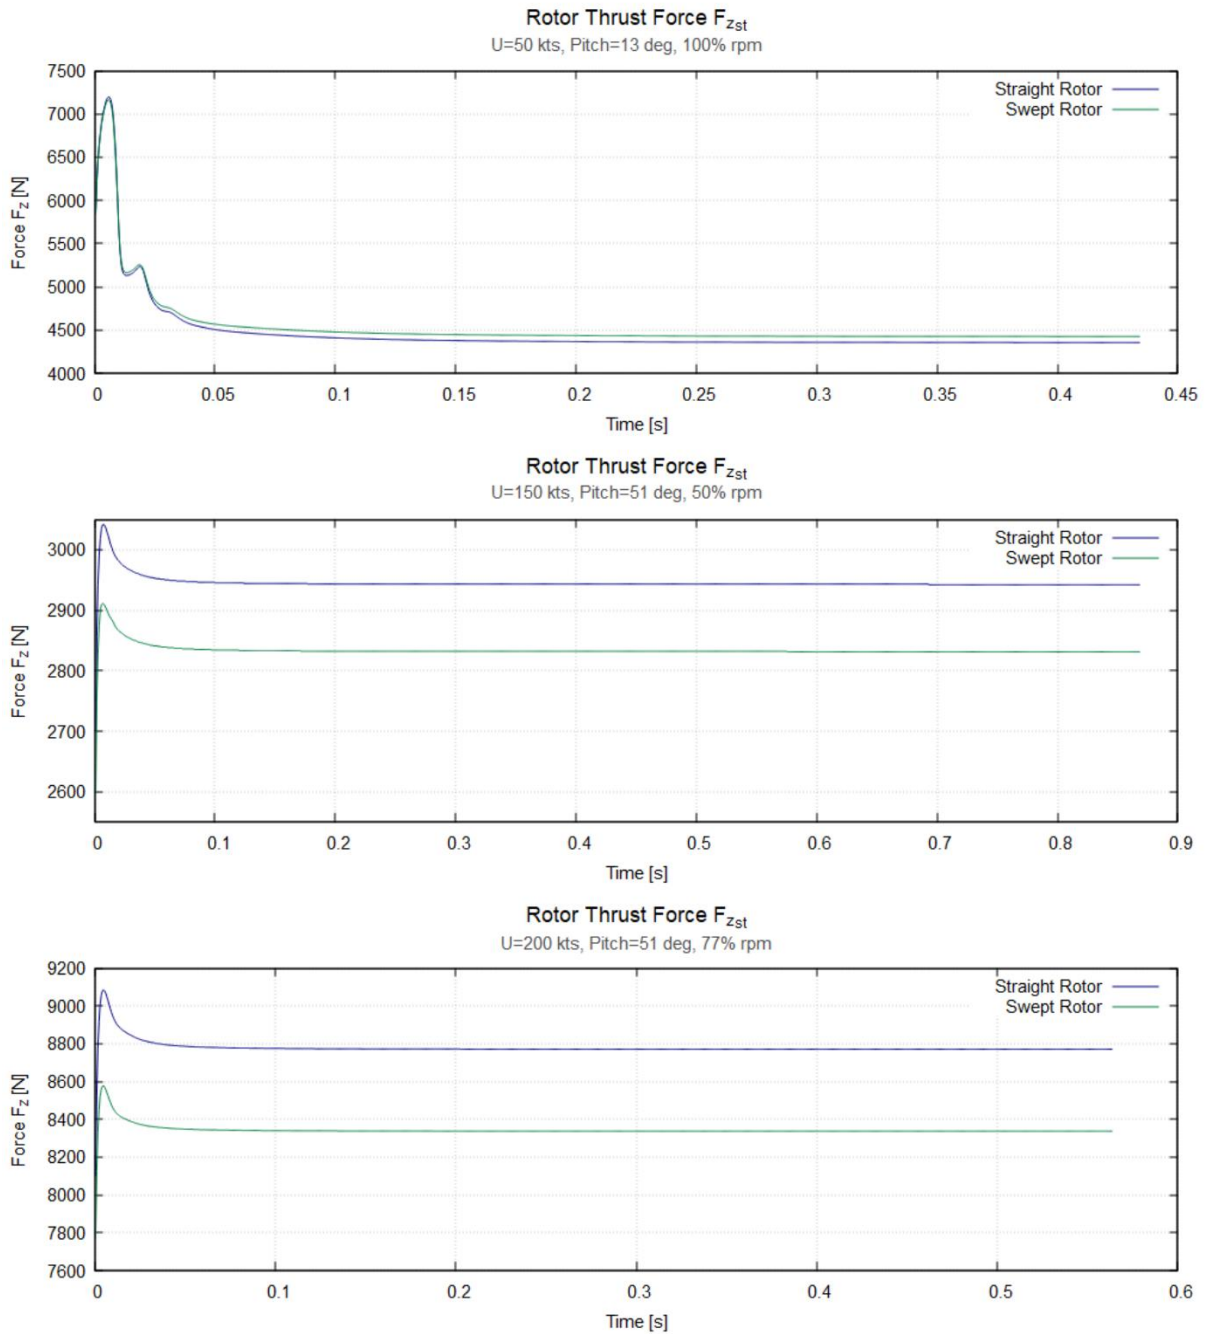 Rotor Thrust Force Fzst
U=50 kts, Pitch=13 deg, 100% rpm
7500
7000
6500
6000
5500
5000
4500
4000
Force Fz [N]
Straight Rotor
Swept Rotor
0 0.05 0.1 0.15 0.2 0.25 0.3 0.35 0.4 0.45
Time [s]
Rotor Thrust Force Fzst
U=150 kts, Pitch=51 deg, 50% rpm
3000
2900
2800
2700
2600
Force Fz [N]
Straight Rotor
Swept Rotor
0 0.1 0.2 0.3 0.4 0.5 0.6 0.7 0.8 0.9
Time [s]
Rotor Thrust Force Fzst
U=200 kts, Pitch=51 deg, 77% rpm
9200
9000
8800
8600
8400
8200
8000
7800
7600
Force Fz [N]
Straight Rotor
Swept Rotor
0 0.1 0.2 0.3 0.4 0.5 0.6
Time [s]